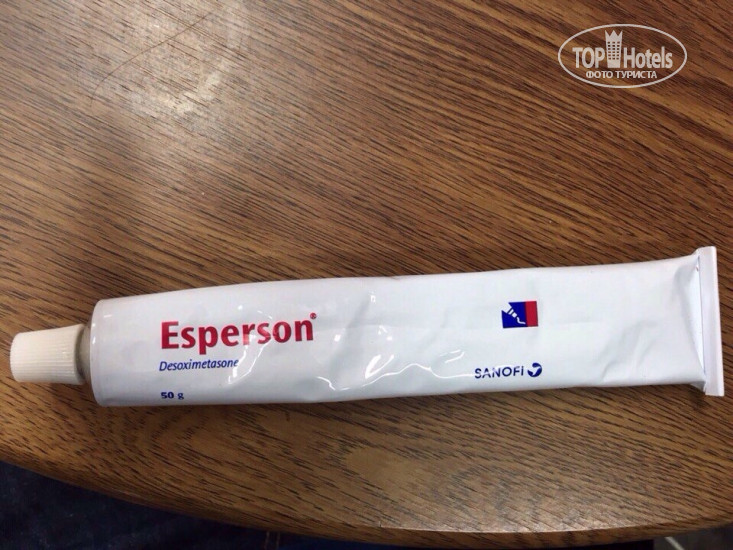 TOP Hotels
ФОТО ТУРИСТА
Esperson®
Desoximetasone
50 g
SANOFI